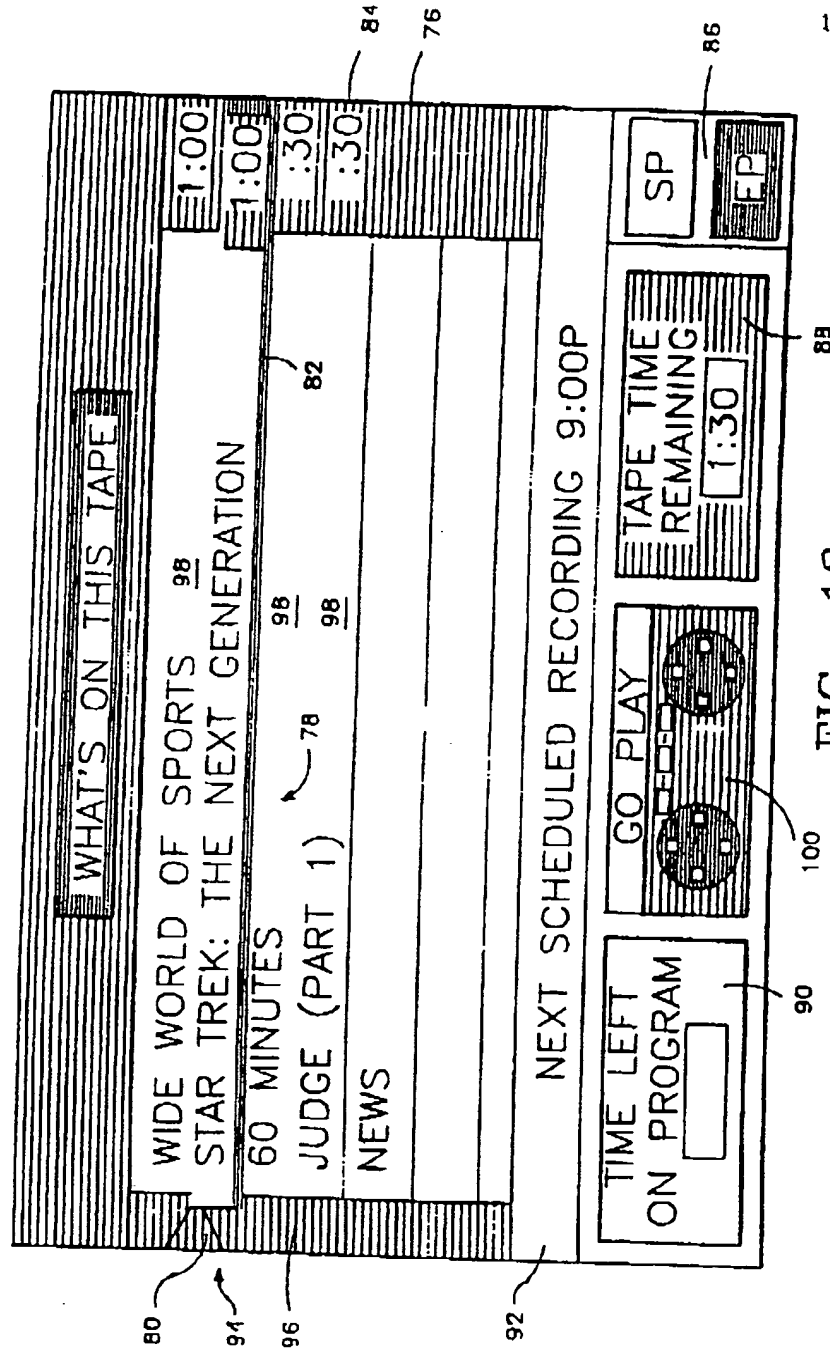 WHAT'S ON THIS TAPE
WIDE WORLD OF SPORTS
1:00
STAR TREK: THE NEXT GENERATION
1:00
60 MINUTES
:30
JUDGE (PART 1)
:30
NEWS
NEXT SCHEDULED RECORDING 9:00P
TIME LEFT
ON PROGRAM
GO PLAY
TAPE TIME
REMAINING
1:30
SP
EP
80
94
96
92
98
98
98
78
82
84
76
86
88
90
100
FIG.